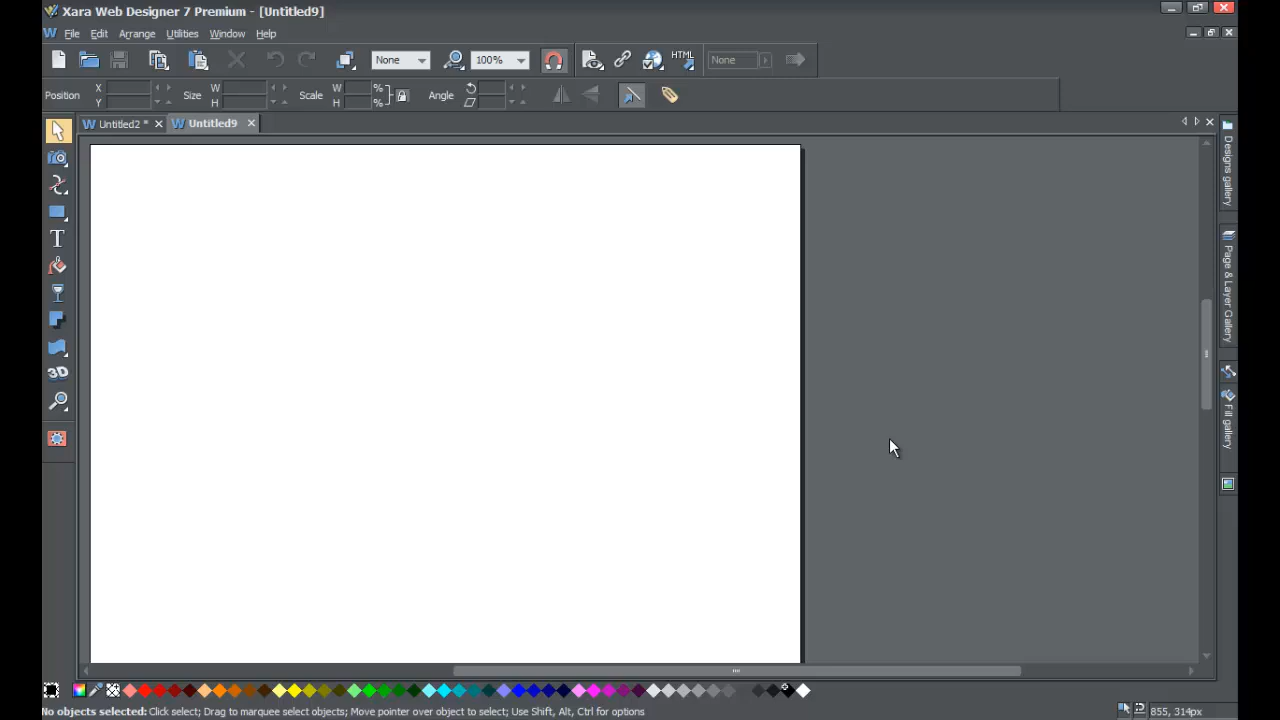 Xara Web Designer 7 Premium - [Untitled9]
File Edit Arrange Utilities Window Help
None 100% HTML None
Position X Y Size W H Scale W H % % Angle
Untitled2 * Untitled9
Designs gallery
T
Page & Layer Gallery
3D
Fill gallery
No objects selected: Click select; Drag to marquee select objects; Move pointer over object to select; Use Shift, Alt, Ctrl for options
855, 314px